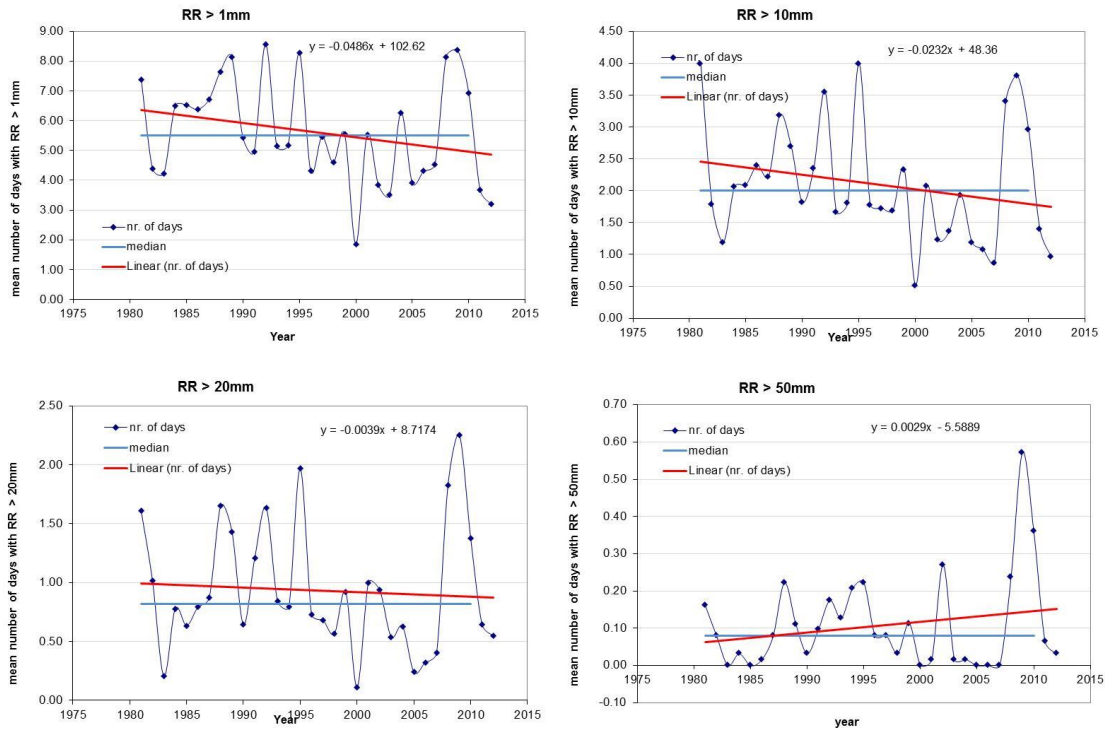 RR > 1mm
mean number of days with RR > 1mm
9.00
8.00
7.00
6.00
5.00
4.00
3.00
2.00
1.00
0.00
y = -0.0486x + 102.62
nr. of days
median
Linear (nr. of days)
1975 1980 1985 1990 1995 2000 2005 2010 2015
Year
RR > 10mm
mean number of days with RR > 10mm
4.50
4.00
3.50
3.00
2.50
2.00
1.50
1.00
0.50
0.00
y = -0.0232x + 48.36
nr. of days
median
Linear (nr. of days)
1975 1980 1985 1990 1995 2000 2005 2010 2015
Year
RR > 20mm
mean number of days with RR > 20mm
2.50
2.00
1.50
1.00
0.50
0.00
nr. of days
median
Linear (nr. of days)
y = -0.0039x + 8.7174
1975 1980 1985 1990 1995 2000 2005 2010 2015
Year
RR > 50mm
mean number of days with RR > 50mm
0.70
0.60
0.50
0.40
0.30
0.20
0.10
0.00
-0.10
nr. of days
median
Linear (nr. of days)
y = 0.0029x - 5.5889
1975 1980 1985 1990 1995 2000 2005 2010 2015
year